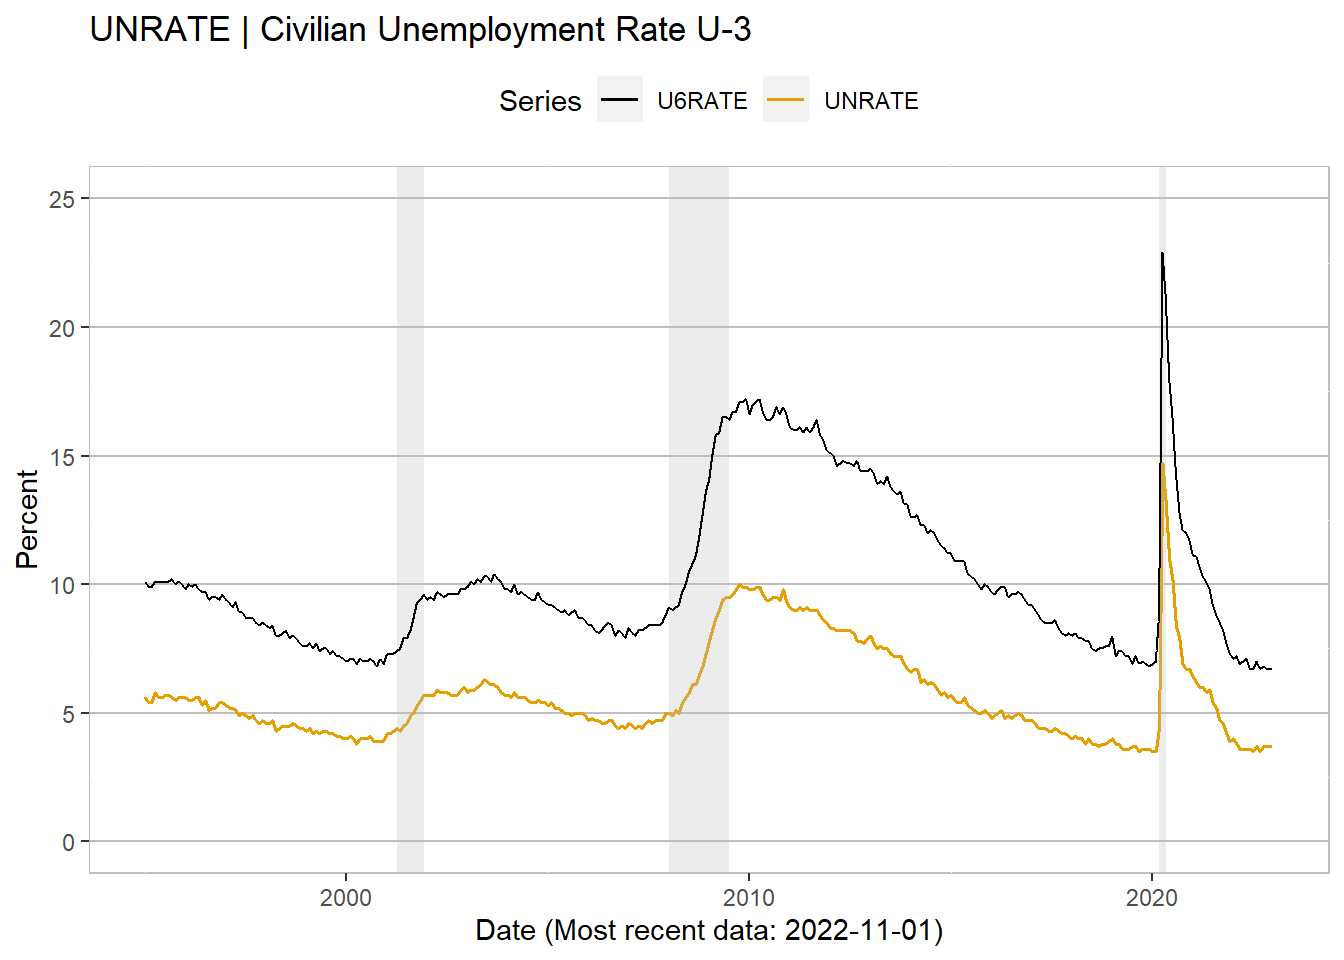 UNRATE | Civilian Unemployment Rate U-3
Series U6RATE UNRATE
25
20
15
10
5
0
Percent
2000 2010 2020
Date (Most recent data: 2022-11-01)